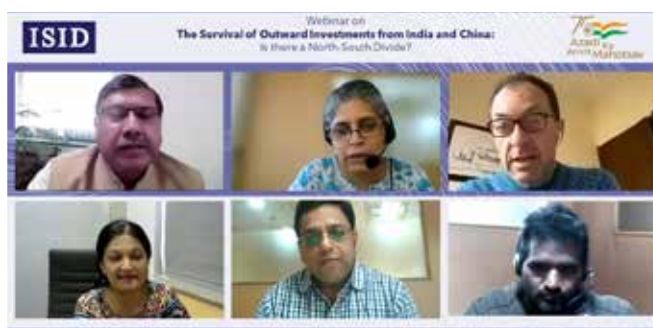 ISID
Webinar on
The Survival of Outward Investments from India and China:
Is there a North-South Divide?
Azadi Ka
Amrit Mahotsav